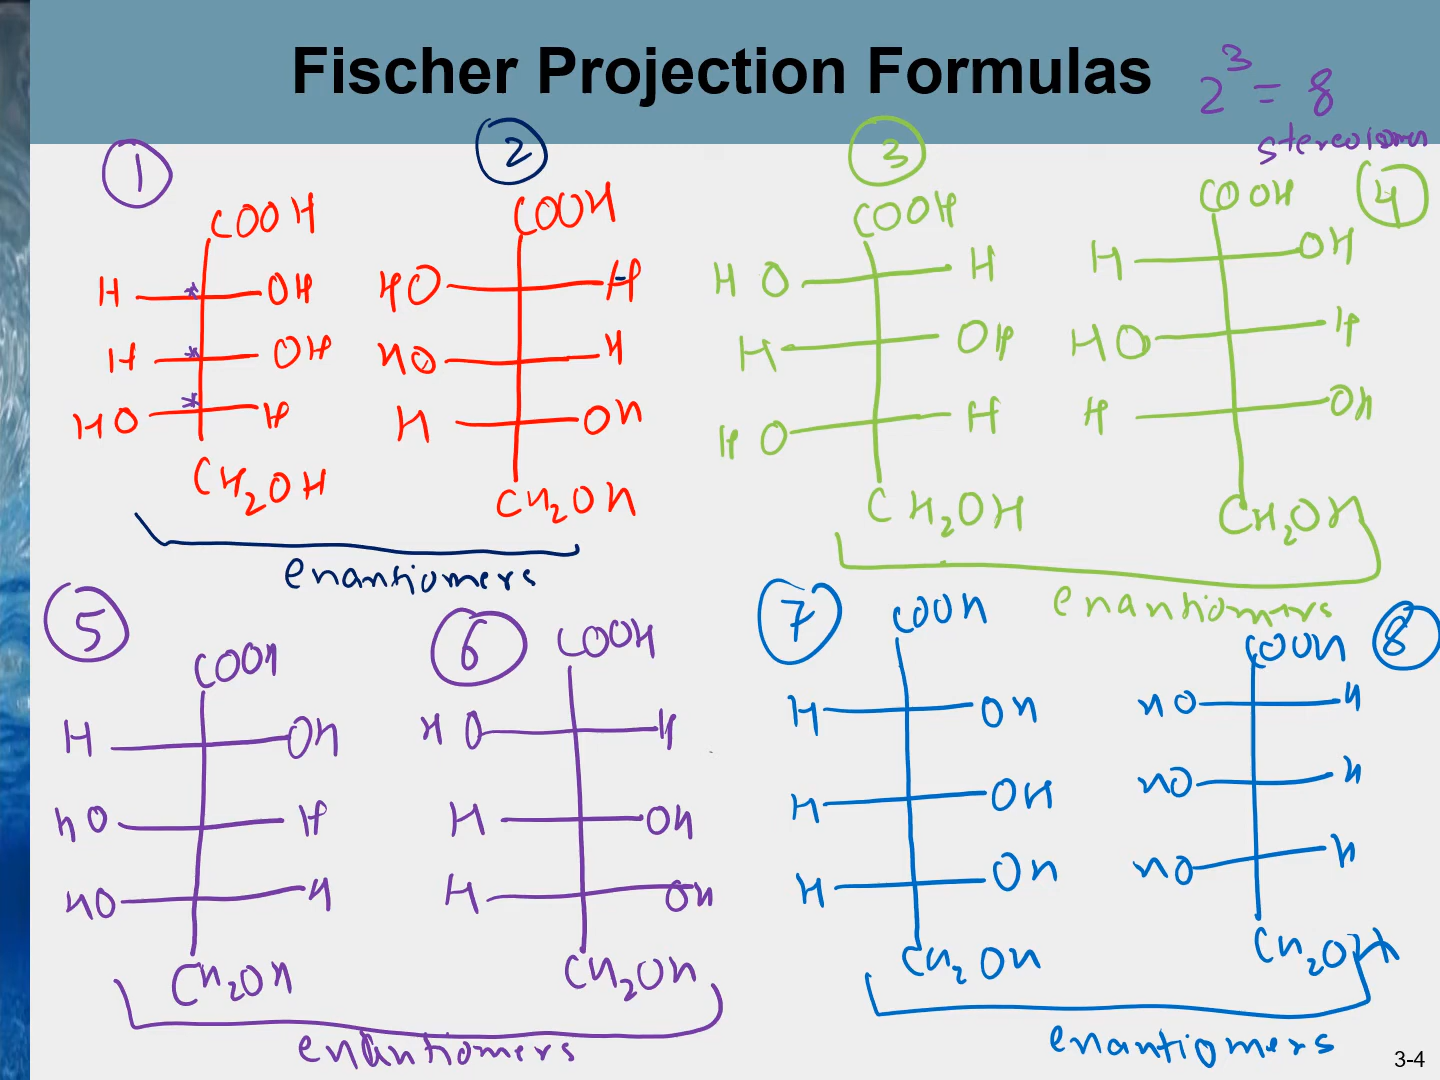 Fischer Projection Formulas
2³ = 8
stereoisomers
1
COOH
H OH
H OH
HO H
CH₂OH
2
COOH
HO H
HO H
H OH
CH₂OH
enantiomers
3
COOH
HO H
H OH
HO H
CH₂OH
4
COOH
H OH
HO H
H OH
CH₂OH
enantiomers
5
COOH
H OH
HO H
HO H
CH₂OH
6
COOH
HO H
H OH
H OH
CH₂OH
enantiomers
7
COOH
H OH
H OH
H OH
CH₂OH
8
COOH
HO H
HO H
HO H
CH₂OH
enantiomers
3-4